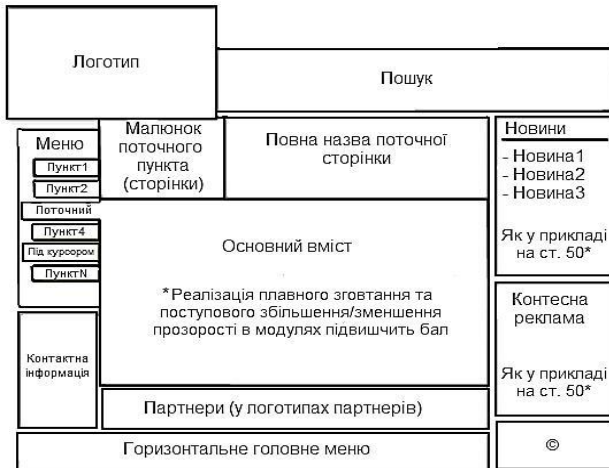 Логотип
Пошук
Меню
Пункт1
Пункт2
Поточний
Пункт4
Під курсором
ПунктN
Малюнок
поточного
пункта
(сторінки)
Повна назва поточної
сторінки
Новини
- Новина1
- Новина2
- Новина3
Як у прикладі
на ст. 50*
Основний вміст
*Реалізація плавного зговтання та
поступового збільшення/зменшення
прозорості в модулях підвишчить бал
Контесна
реклама
Як у прикладі
на ст. 50*
Контактна
інформація
Партнери (у логотипах партнерів)
Горизонтальне головне меню
©